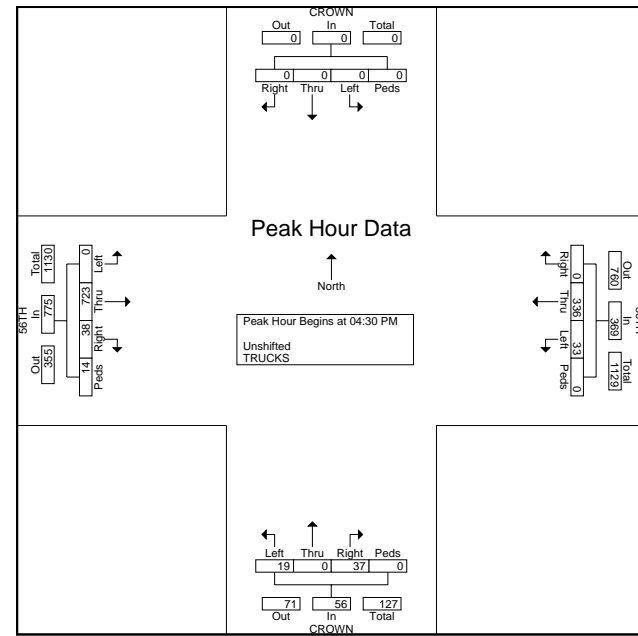 CROWN
Out In Total
0 0 0
0 0 0 0
Right Thru Left Peds
Peak Hour Data
North
Peak Hour Begins at 04:30 PM
Unshifted
TRUCKS
56TH
Out In Total
355 775 1130
Left Thru Right Peds
0 723 38 14
Out In Total
760 369 1129
Right Thru Left Peds
0 336 33 0
Left Thru Right Peds
19 0 37 0
71 56 127
Out In Total
CROWN